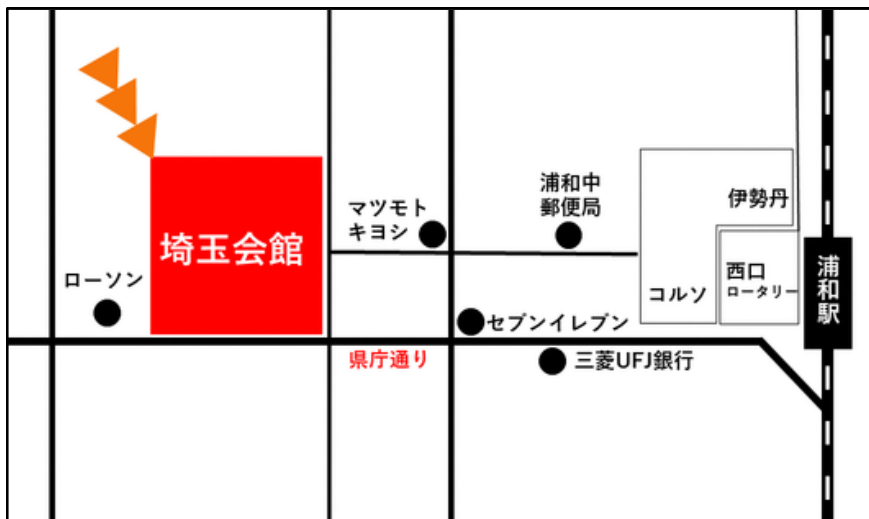 伊勢丹
浦和中
郵便局
マツモト
キヨシ
埼玉会館
浦和駅
西口
ロータリー
コルソ
ローソン
セブンイレブン
県庁通り
三菱UFJ銀行